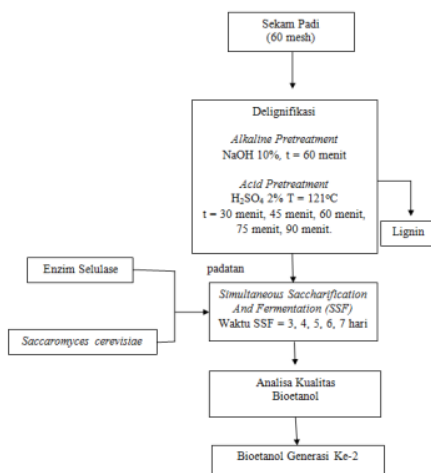 Sekam Padi
(60 mesh)
Delignifikasi
Alkaline Pretreatment
NaOH 10%, t = 60 menit
Acid Pretreatment
H₂SO₄ 2% T = 121°C
t = 30 menit, 45 menit, 60 menit,
75 menit, 90 menit.
Lignin
padatan
Enzim Selulase
Saccaromyces cerevisiae
Simultaneous Saccharification
And Fermentation (SSF)
Waktu SSF = 3, 4, 5, 6, 7 hari
Analisa Kualitas
Bioetanol
Bioetanol Generasi Ke-2